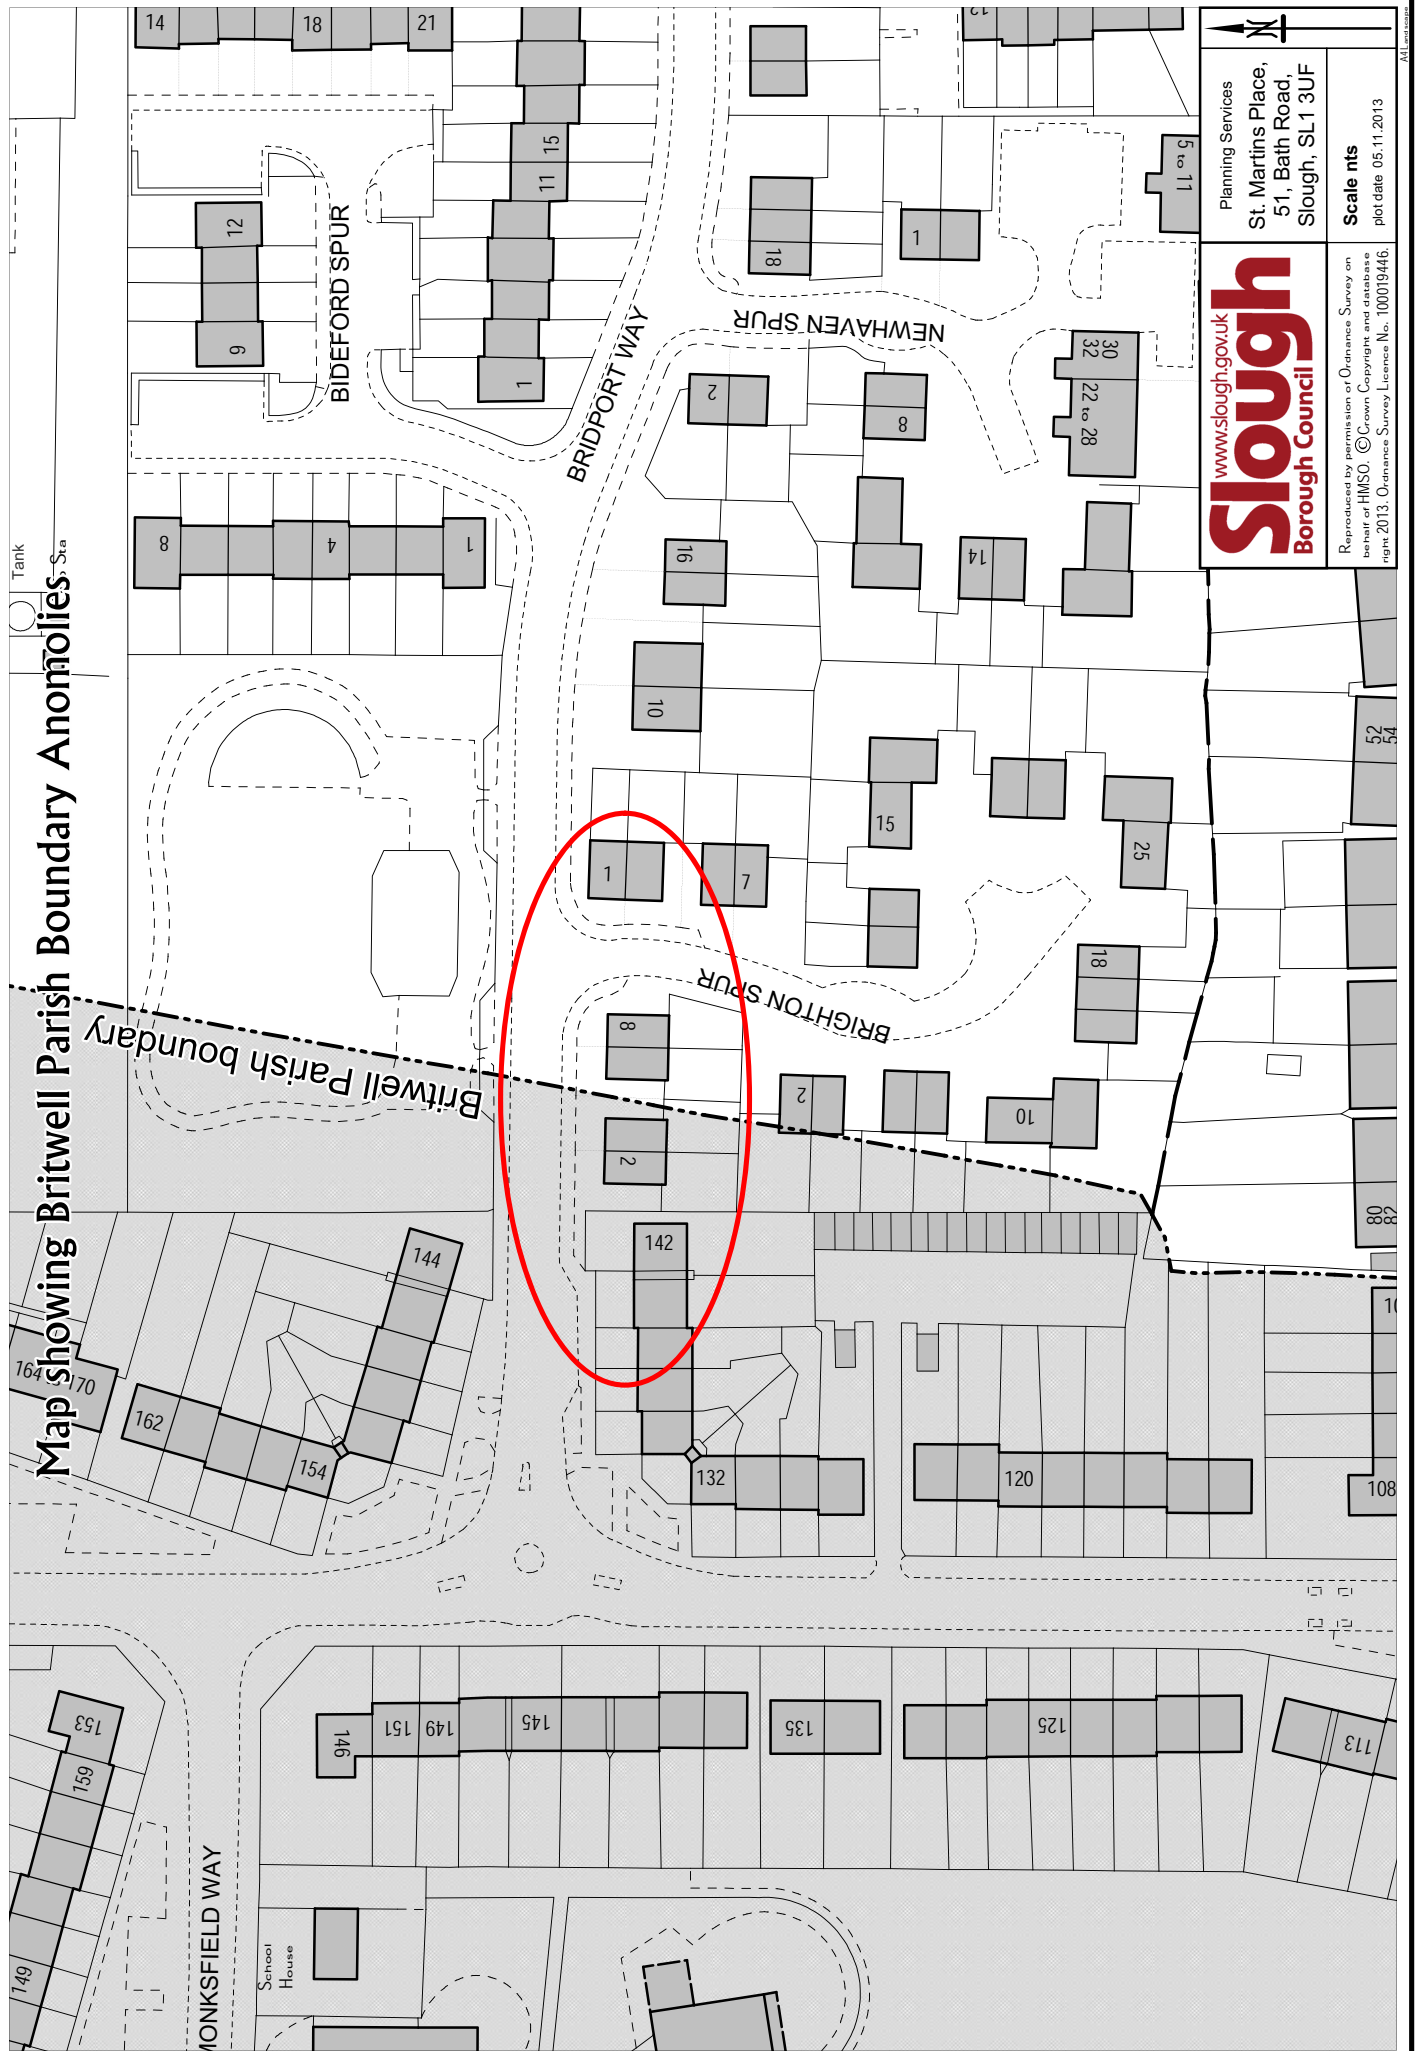 Map showing Britwell Parish Boundary Anomolies
Tank
Sta
14
18
21
12
9
BIDEFORD SPUR
11
15
1
BRIDPORT WAY
18
1
NEWHAVEN SPUR
2
8
5 to 11
30
32
22 to 28
8
4
1
16
14
10
15
25
52
54
1
7
8
BRIGHTON SPUR
18
2
2
10
80
82
Britwell Parish boundary
142
144
164
170
162
154
132
120
108
153
159
149
146
151
149
145
135
125
113
MONKSFIELD WAY
School
House
N
Planning Services
St. Martins Place,
51, Bath Road,
Slough, SL1 3UF
www.slough.gov.uk
Slough
Borough Council
Scale nts
plot date 05.11.2013
Reproduced by permission of Ordnance Survey on
behalf of HMSO. © Crown Copyright and database
right 2013. Ordnance Survey Licence No. 100019446.
A4 Landscape